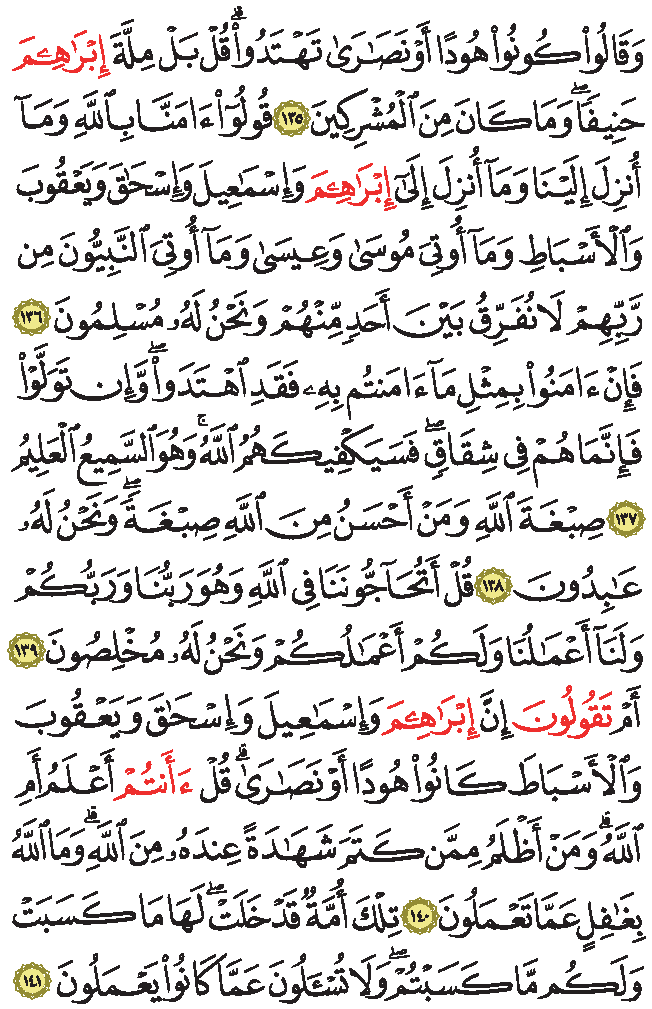 وَقَالُوا۟ كُونُوا۟ هُودًا أَوْ نَصَٰرَىٰ تَهْتَدُوا۟ۗ قُلْ بَلْ مِلَّةَ إِبْرَٰهِـۧمَ
حَنِيفًاۖ وَمَا كَانَ مِنَ ٱلْمُشْرِكِينَ ١٣٥ قُولُوٓا۟ ءَامَنَّا بِٱللَّهِ وَمَآ
أُنزِلَ إِلَيْنَا وَمَآ أُنزِلَ إِلَىٰٓ إِبْرَٰهِـۧمَ وَإِسْمَٰعِيلَ وَإِسْحَٰقَ وَيَعْقُوبَ
وَٱلْأَسْبَاطِ وَمَآ أُوتِيَ مُوسَىٰ وَعِيسَىٰ وَمَآ أُوتِيَ ٱلنَّبِيُّونَ مِن
رَّبِّهِمْ لَا نُفَرِّقُ بَيْنَ أَحَدٍ مِّنْهُمْ وَنَحْنُ لَهُۥ مُسْلِمُونَ ١٣٦
فَإِنْ ءَامَنُوا۟ بِمِثْلِ مَآ ءَامَنتُم بِهِۦ فَقَدِ ٱهْتَدَوا۟ۖ وَّإِن تَوَلَّوْا۟
فَإِنَّمَا هُمْ فِي شِقَاقٍۖ فَسَيَكْفِيكَهُمُ ٱللَّهُۚ وَهُوَ ٱلسَّمِيعُ ٱلْعَلِيمُ
١٣٧ صِبْغَةَ ٱللَّهِ وَمَنْ أَحْسَنُ مِنَ ٱللَّهِ صِبْغَةًۖ وَنَحْنُ لَهُۥ
عَٰبِدُونَ ١٣٨ قُلْ أَتُحَآجُّونَنَا فِي ٱللَّهِ وَهُوَ رَبُّنَا وَرَبُّكُمْ
وَلَنَآ أَعْمَٰلُنَا وَلَكُمْ أَعْمَٰلُكُمْ وَنَحْنُ لَهُۥ مُخْلِصُونَ ١٣٩
أَمْ تَقُولُونَ إِنَّ إِبْرَٰهِـۧمَ وَإِسْمَٰعِيلَ وَإِسْحَٰقَ وَيَعْقُوبَ
وَٱلْأَسْبَاطَ كَانُوا۟ هُودًا أَوْ نَصَٰرَىٰۗ قُلْ ءَأَنتُمْ أَعْلَمُ أَمِ
ٱللَّهُۗ وَمَنْ أَظْلَمُ مِمَّن كَتَمَ شَهَٰدَةً عِندَهُۥ مِنَ ٱللَّهِۗ وَمَا ٱللَّهُ
بِغَٰفِلٍ عَمَّا تَعْمَلُونَ ١٤٠ تِلْكَ أُمَّةٌ قَدْ خَلَتْۖ لَهَا مَا كَسَبَتْ
وَلَكُم مَّا كَسَبْتُمْۖ وَلَا تُسْـَٔلُونَ عَمَّا كَانُوا۟ يَعْمَلُونَ ١٤١